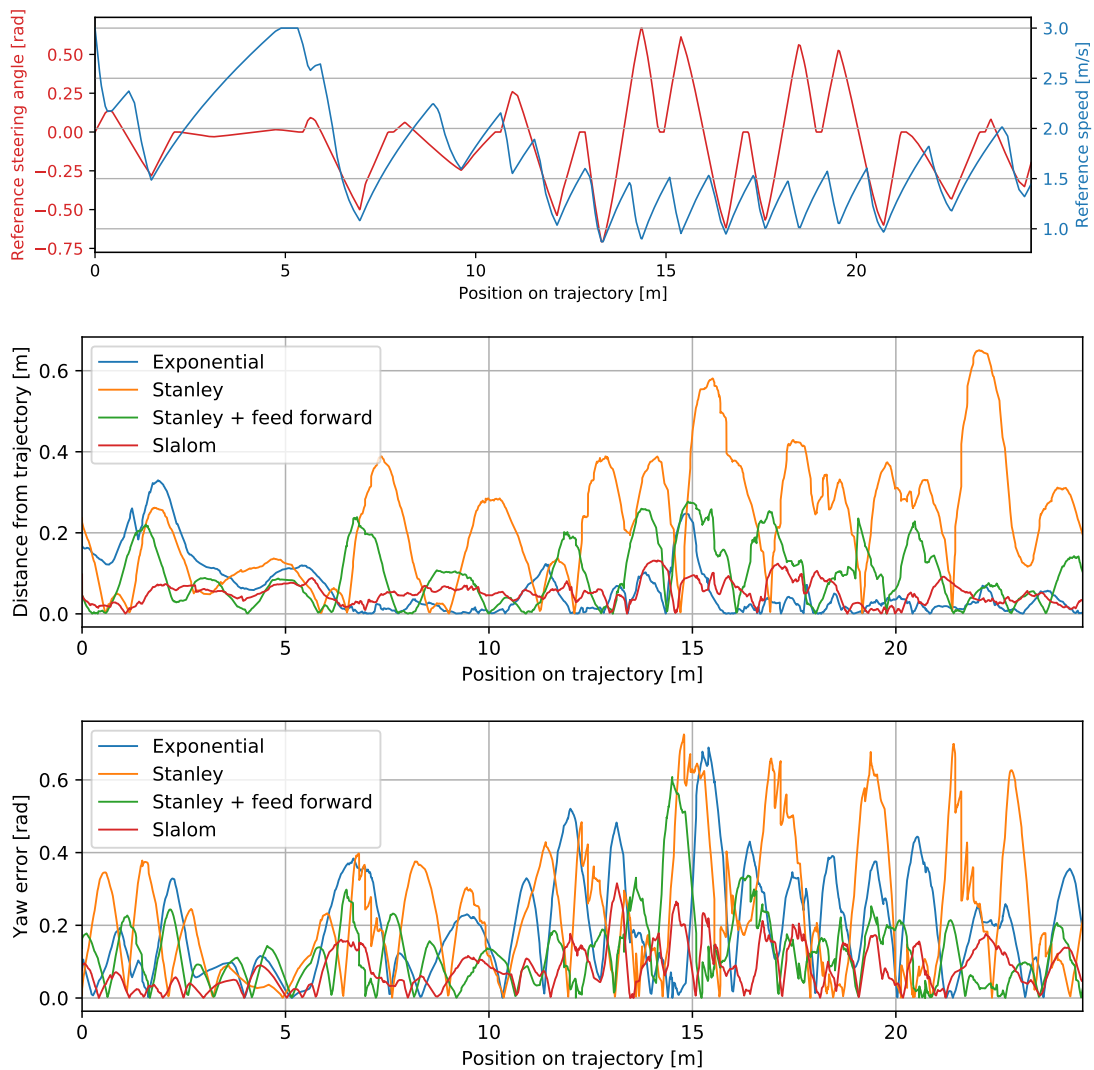 Reference steering angle [rad]
0.50
0.25
0.00
−0.25
−0.50
−0.75
3.0
2.5
2.0
1.5
1.0
Reference speed [m/s]
0 5 10 15 20
Position on trajectory [m]
Distance from trajectory [m]
0.6
0.4
0.2
0.0
Exponential
Stanley
Stanley + feed forward
Slalom
0 5 10 15 20
Position on trajectory [m]
Yaw error [rad]
0.6
0.4
0.2
0.0
Exponential
Stanley
Stanley + feed forward
Slalom
0 5 10 15 20
Position on trajectory [m]